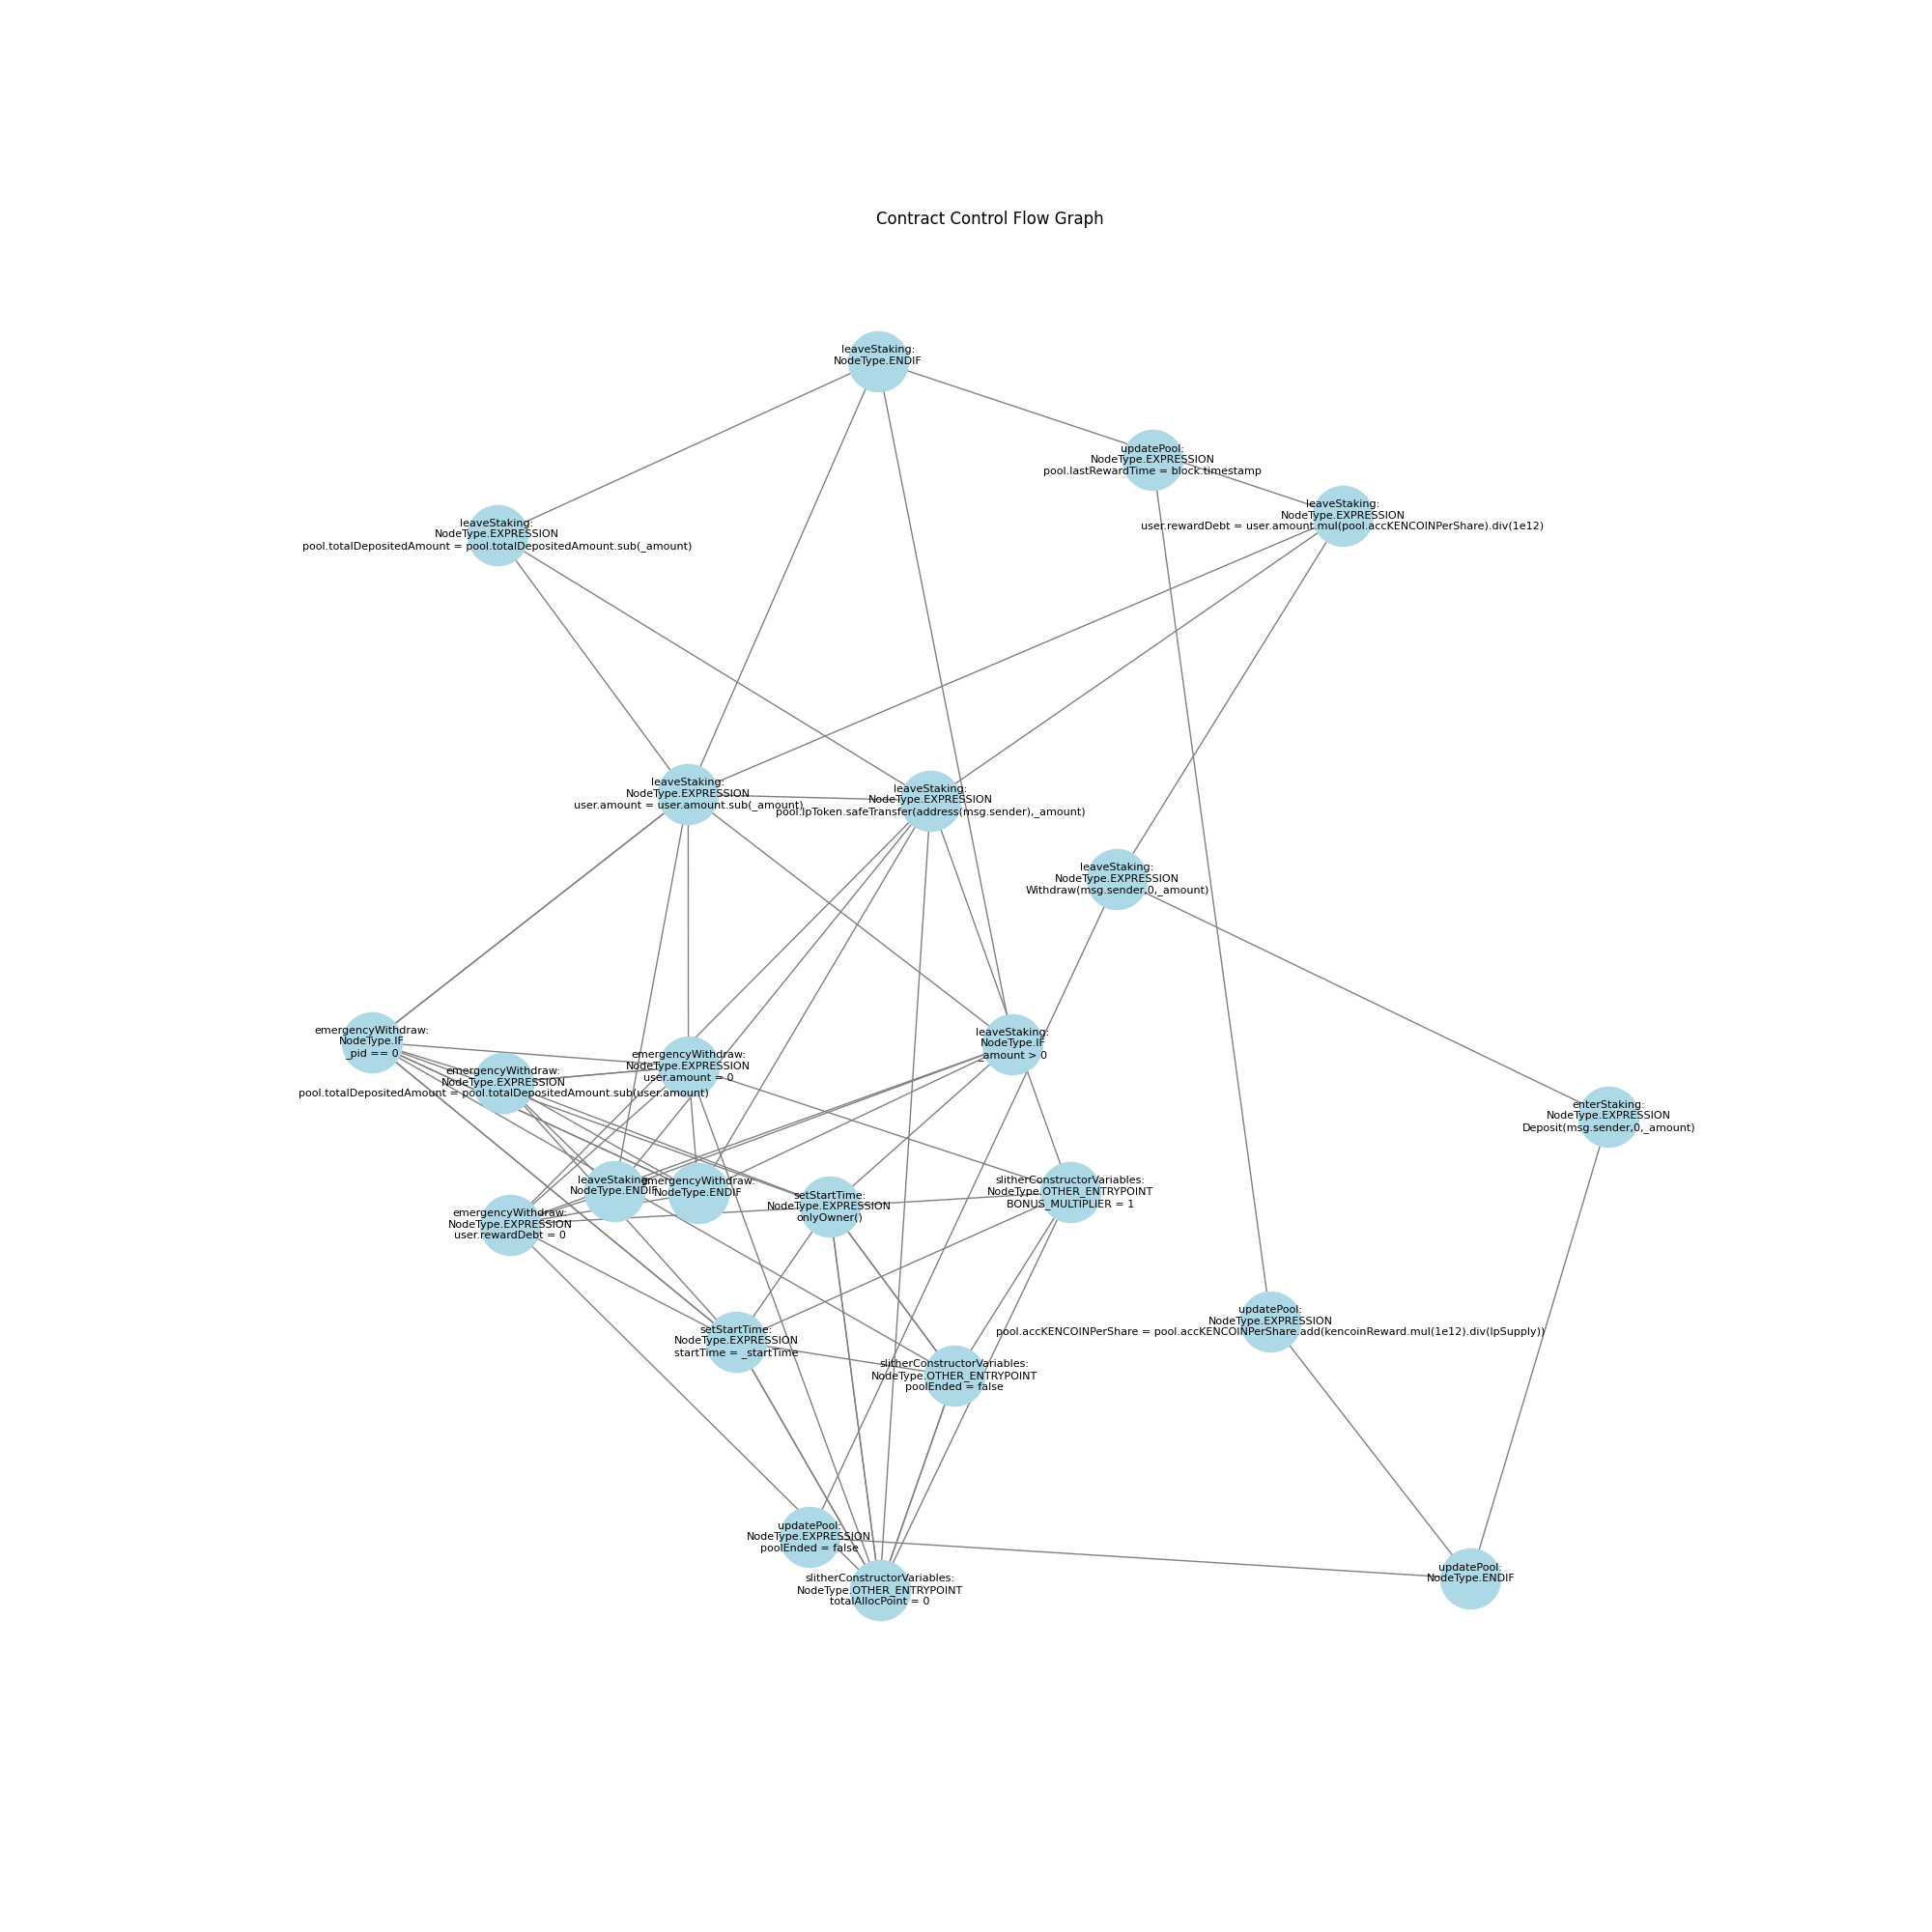 Contract Control Flow Graph
leaveStaking:
NodeType.ENDIF
updatePool:
NodeType.EXPRESSION
pool.lastRewardTime = block.timestamp
leaveStaking:
NodeType.EXPRESSION
user.rewardDebt = user.amount.mul(pool.accKENCOINPerShare).div(1e12)
leaveStaking:
NodeType.EXPRESSION
pool.totalDepositedAmount = pool.totalDepositedAmount.sub(_amount)
leaveStaking:
NodeType.EXPRESSION
user.amount = user.amount.sub(_amount)
leaveStaking:
NodeType.EXPRESSION
pool.lpToken.safeTransfer(address(msg.sender),_amount)
leaveStaking:
NodeType.EXPRESSION
Withdraw(msg.sender,0,_amount)
emergencyWithdraw:
NodeType.IF
_pid == 0
emergencyWithdraw:
NodeType.EXPRESSION
user.amount = 0
leaveStaking:
NodeType.IF
_amount > 0
emergencyWithdraw:
NodeType.EXPRESSION
pool.totalDepositedAmount = pool.totalDepositedAmount.sub(user.amount)
enterStaking:
NodeType.EXPRESSION
Deposit(msg.sender,0,_amount)
leaveStaking:
NodeType.ENDIF
emergencyWithdraw:
NodeType.ENDIF
setStartTime:
NodeType.EXPRESSION
onlyOwner()
slitherConstructorVariables:
NodeType.OTHER_ENTRYPOINT
BONUS_MULTIPLIER = 1
emergencyWithdraw:
NodeType.EXPRESSION
user.rewardDebt = 0
updatePool:
NodeType.EXPRESSION
pool.accKENCOINPerShare = pool.accKENCOINPerShare.add(kencoinReward.mul(1e12).div(lpSupply))
setStartTime:
NodeType.EXPRESSION
startTime = _startTime
slitherConstructorVariables:
NodeType.OTHER_ENTRYPOINT
poolEnded = false
updatePool:
NodeType.EXPRESSION
poolEnded = false
updatePool:
NodeType.ENDIF
slitherConstructorVariables:
NodeType.OTHER_ENTRYPOINT
totalAllocPoint = 0